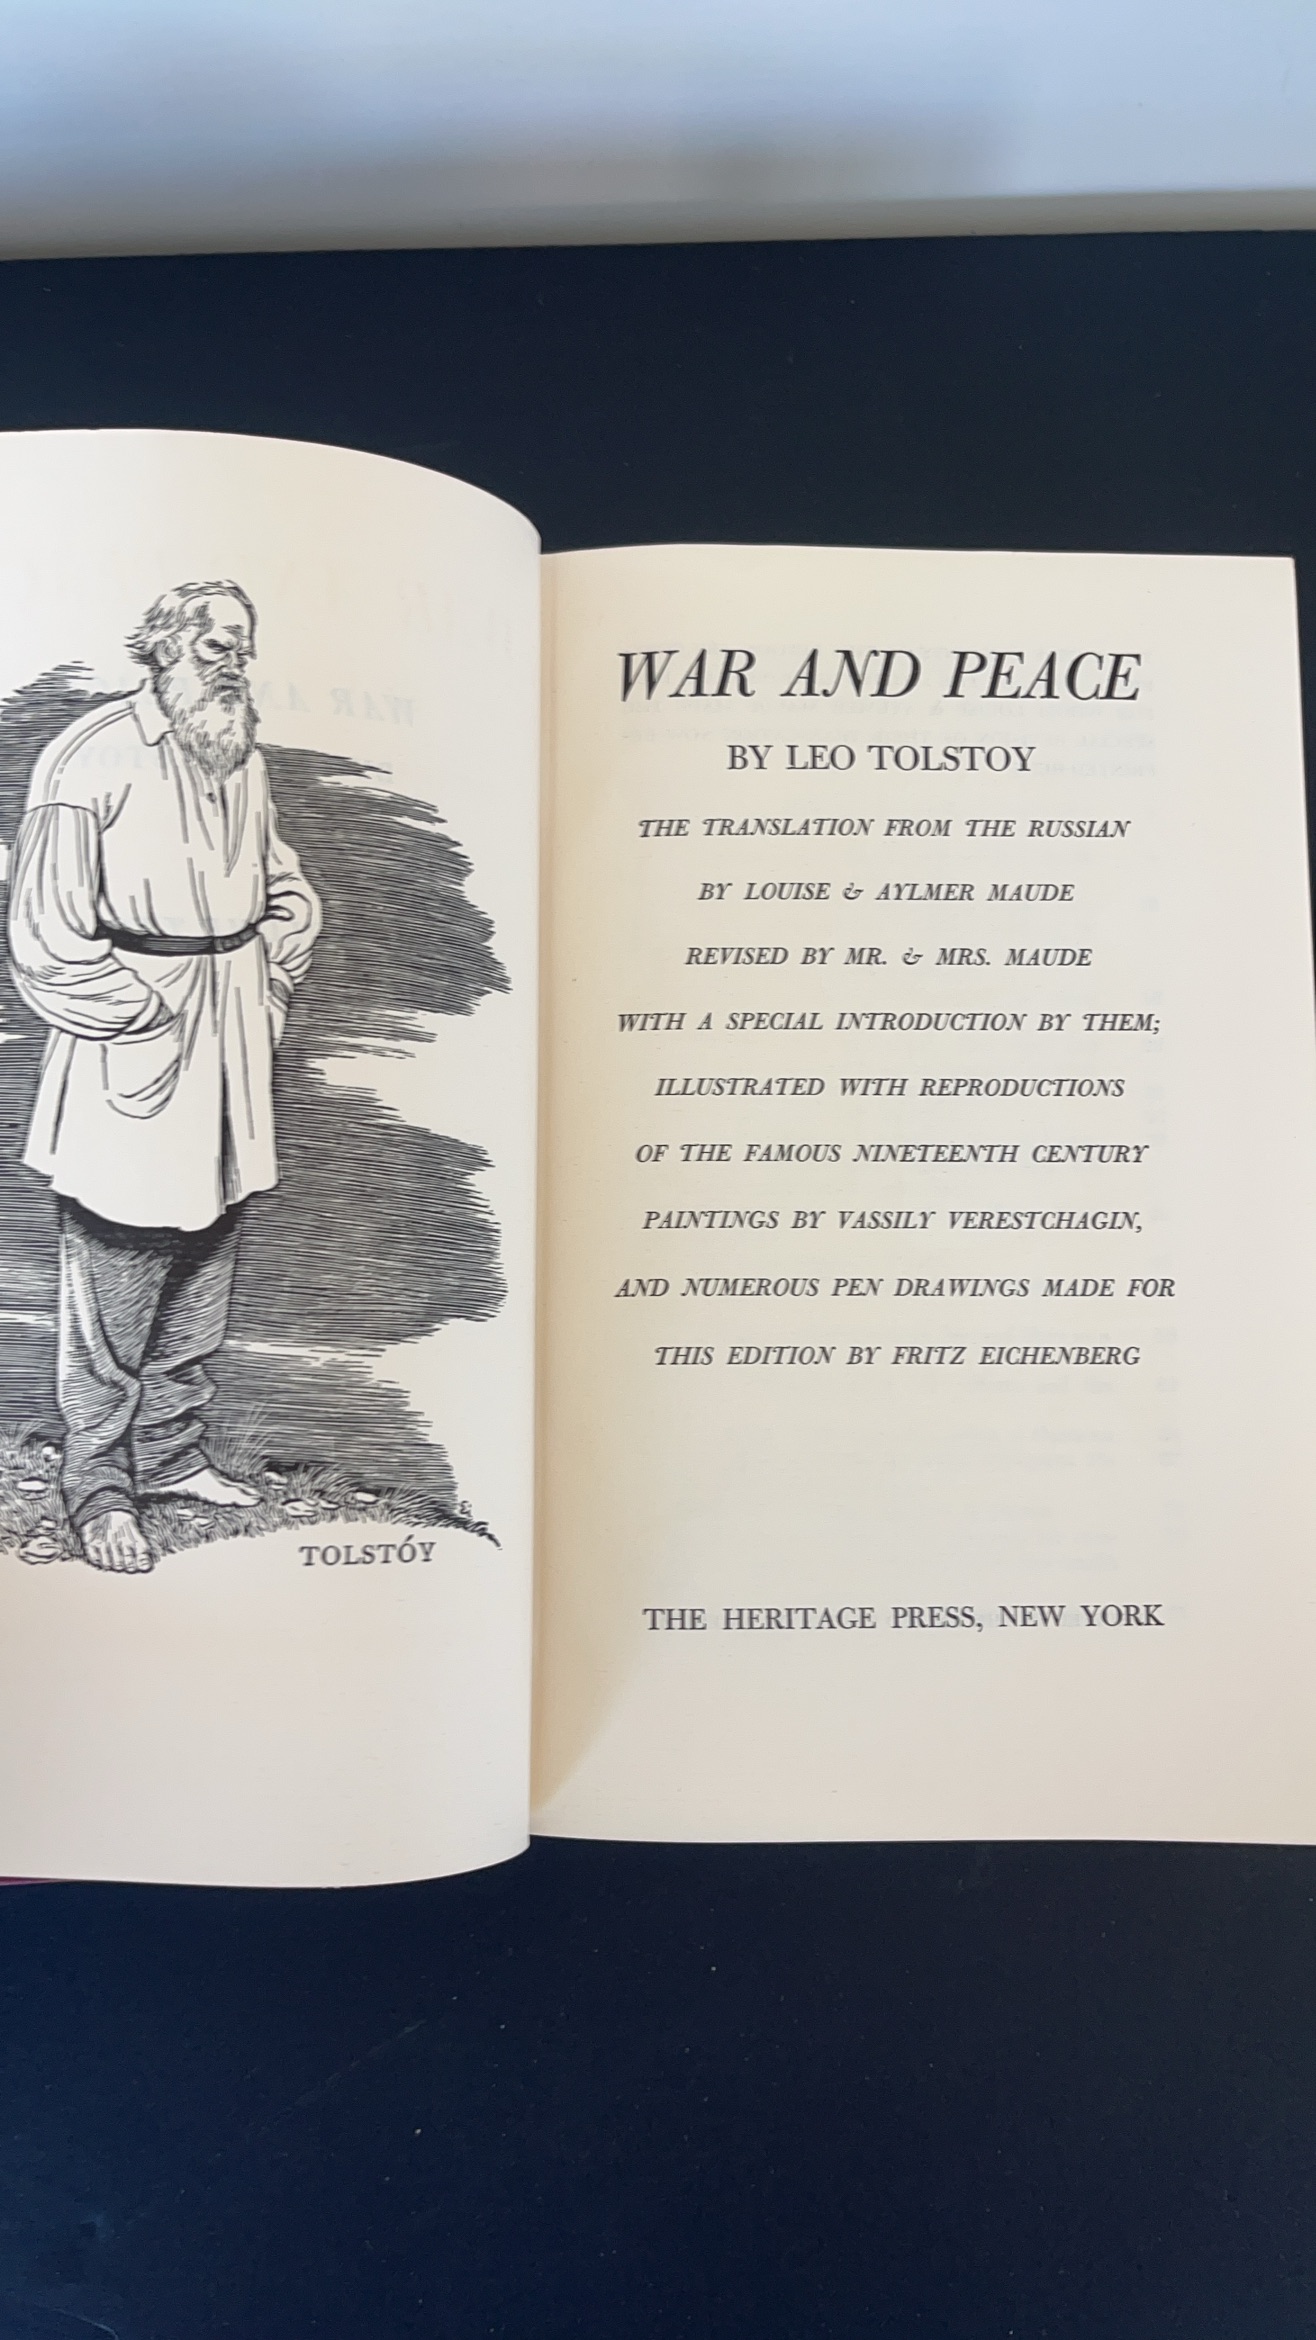 TOLSTÓY
WAR AND PEACE
BY LEO TOLSTOY
THE TRANSLATION FROM THE RUSSIAN
BY LOUISE & AYLMER MAUDE
REVISED BY MR. & MRS. MAUDE
WITH A SPECIAL INTRODUCTION BY THEM;
ILLUSTRATED WITH REPRODUCTIONS
OF THE FAMOUS NINETEENTH CENTURY
PAINTINGS BY VASSILY VERESTCHAGIN,
AND NUMEROUS PEN DRAWINGS MADE FOR
THIS EDITION BY FRITZ EICHENBERG
THE HERITAGE PRESS, NEW YORK